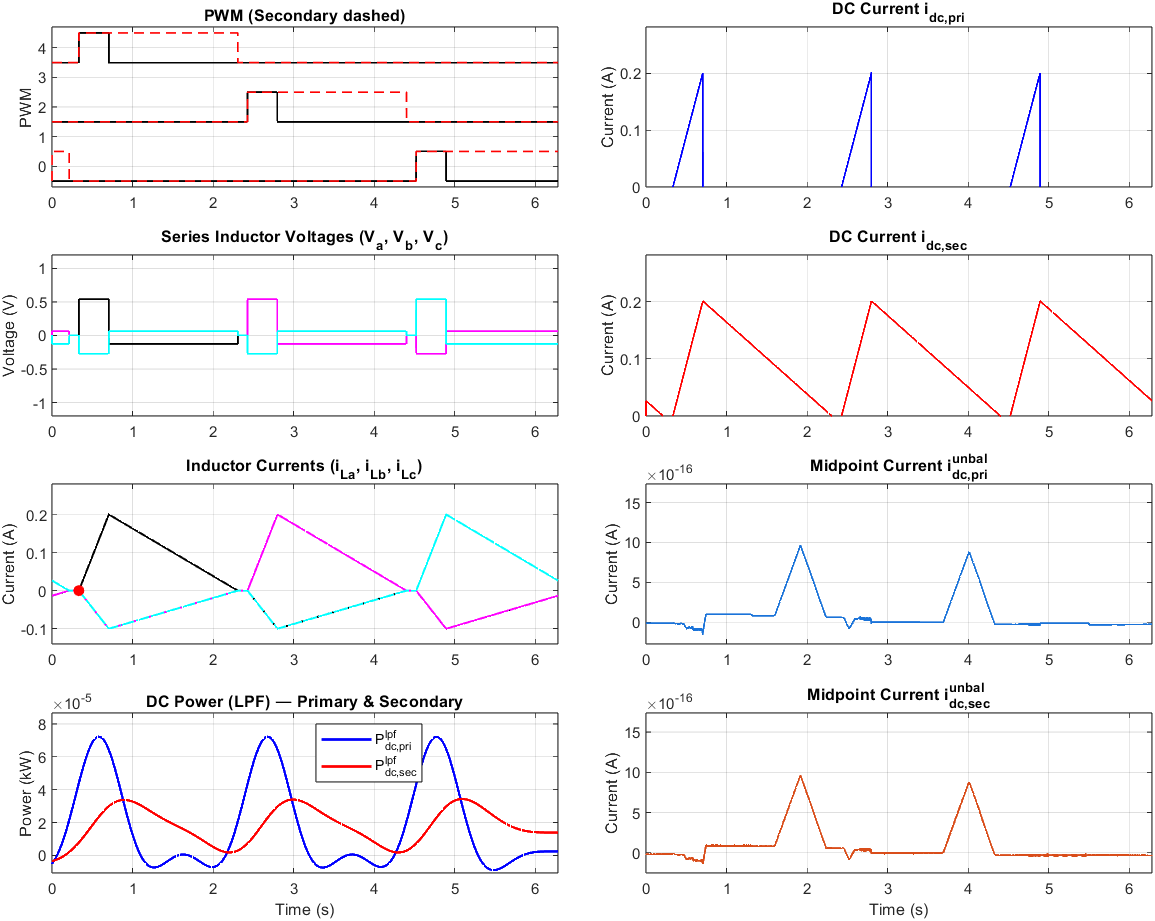 PWM (Secondary dashed)
PWM
4
3
2
1
0
0 1 2 3 4 5 6
DC Current i_dc,pri
Current (A)
0.2
0.1
0
0 1 2 3 4 5 6
Series Inductor Voltages (V_a, V_b, V_c)
Voltage (V)
1
0.5
0
-0.5
-1
0 1 2 3 4 5 6
DC Current i_dc,sec
Current (A)
0.2
0.1
0
0 1 2 3 4 5 6
Inductor Currents (i_La, i_Lb, i_Lc)
Current (A)
0.2
0.1
0
-0.1
0 1 2 3 4 5 6
Midpoint Current i_dc,pri^unbal
×10^-16
Current (A)
15
10
5
0
0 1 2 3 4 5 6
DC Power (LPF) — Primary & Secondary
×10^-5
Power (kW)
8
6
4
2
0
P_dc,pri^lpf
P_dc,sec^lpf
0 1 2 3 4 5 6
Time (s)
Midpoint Current i_dc,sec^unbal
×10^-16
Current (A)
15
10
5
0
0 1 2 3 4 5 6
Time (s)